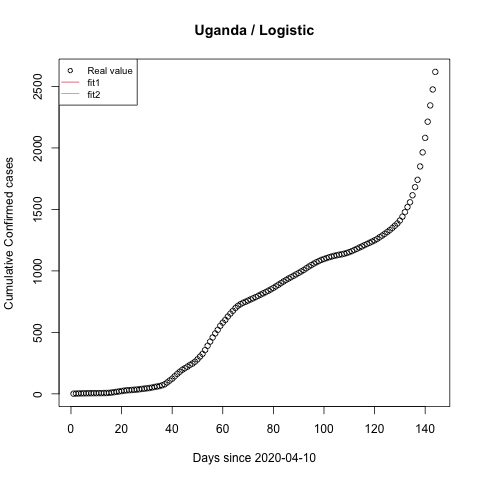 Uganda / Logistic
Real value
fit1
fit2
Cumulative Confirmed cases
2500
2000
1500
1000
500
0
0 20 40 60 80 100 120 140
Days since 2020-04-10